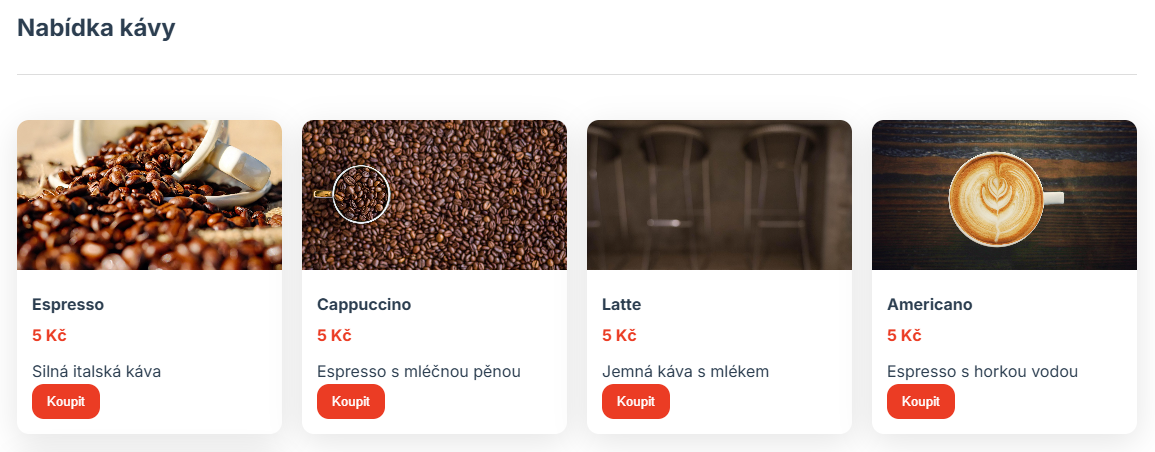 Nabídka kávy
Espresso
5 Kč
Silná italská káva
Koupit
Cappuccino
5 Kč
Espresso s mléčnou pěnou
Koupit
Latte
5 Kč
Jemná káva s mlékem
Koupit
Americano
5 Kč
Espresso s horkou vodou
Koupit